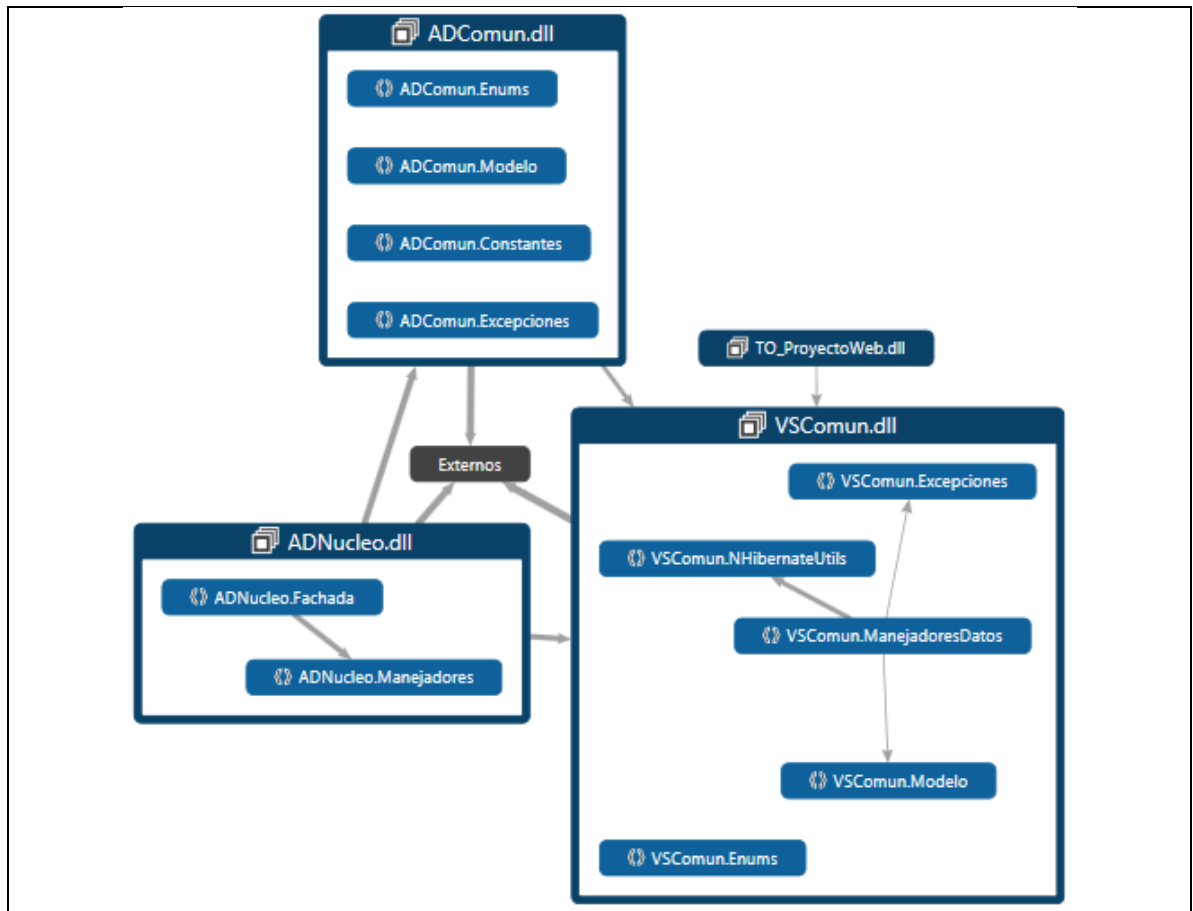 ADComun.dll
ADComun.Enums
ADComun.Modelo
ADComun.Constantes
ADComun.Excepciones
TO_ProyectoWeb.dll
VSComun.dll
Externos
VSComun.Excepciones
ADNucleo.dll
VSComun.NHibernateUtils
ADNucleo.Fachada
VSComun.ManejadoresDatos
ADNucleo.Manejadores
VSComun.Modelo
VSComun.Enums